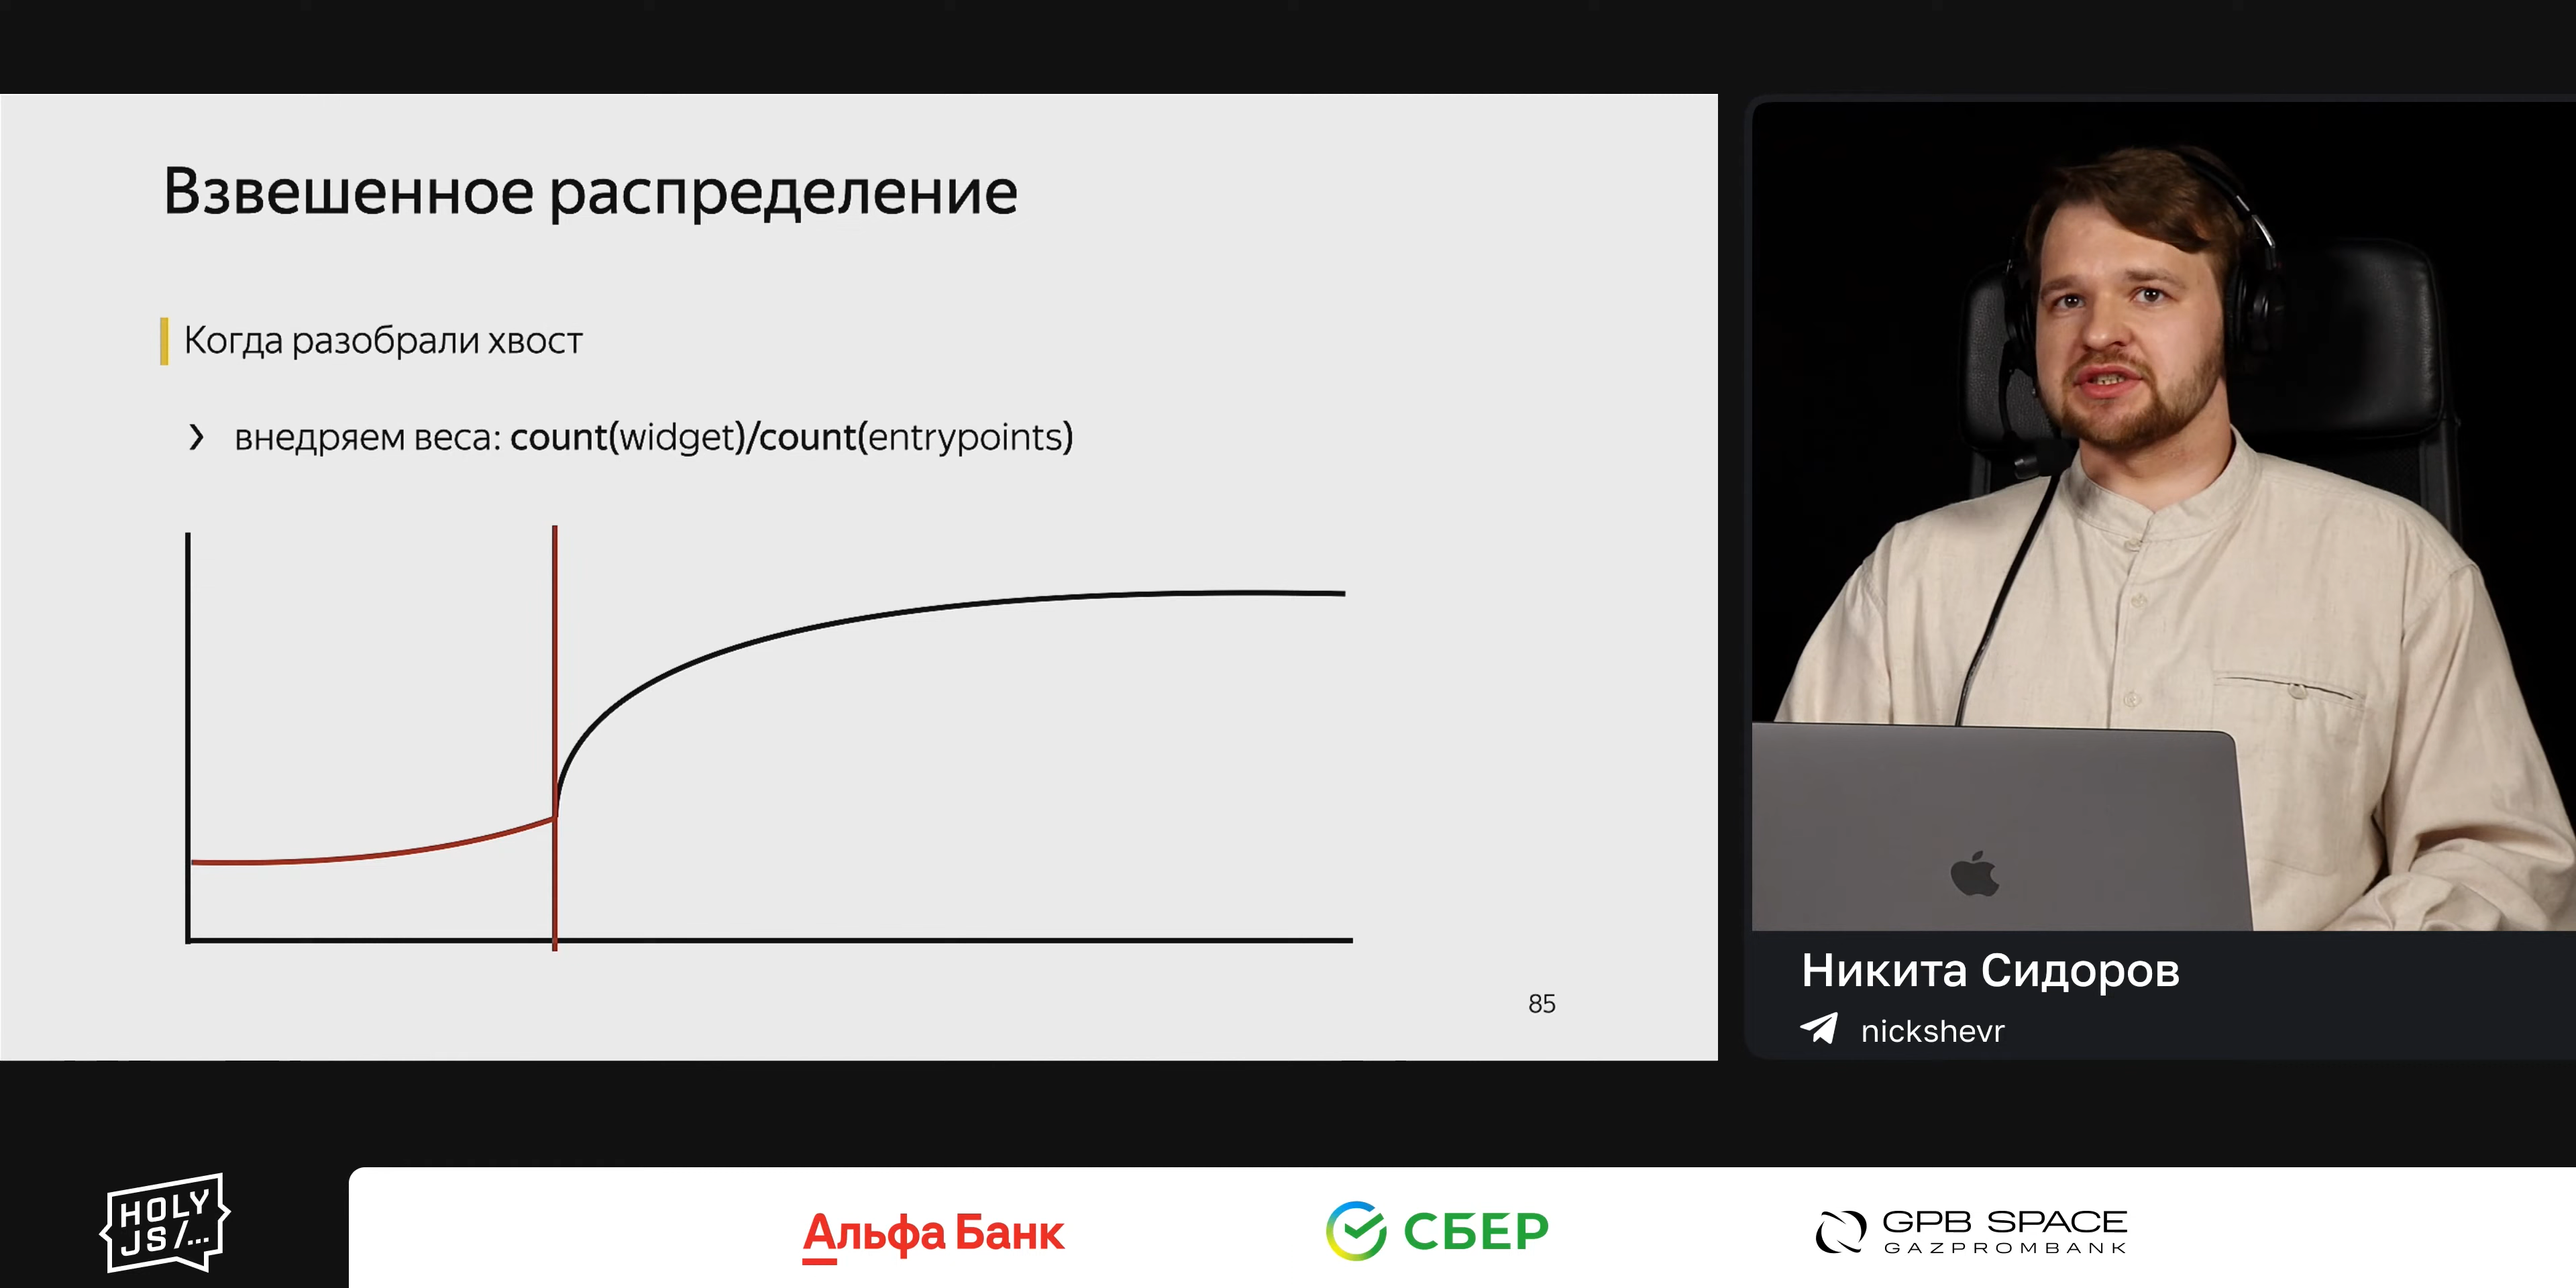 Взвешенное распределение
Когда разобрали хвост
❯ внедряем веса: count(widget)/count(entrypoints)
85
Никита Сидоров
nickshevr
HOLY
JS/...
Альфа Банк
СБЕР
GPB SPACE
GAZPROMBANK